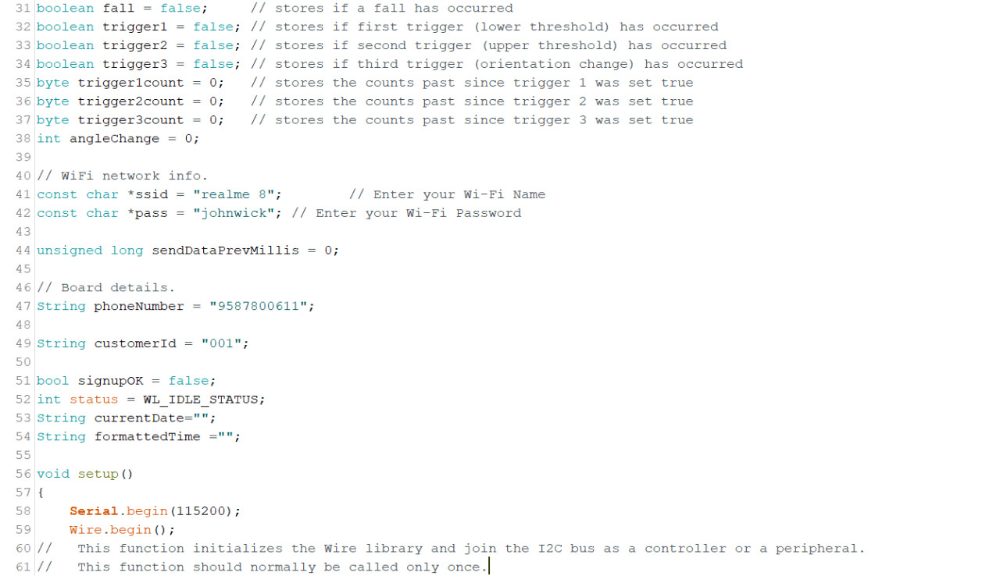 31 boolean fall = false;     // stores if a fall has occurred
32 boolean trigger1 = false; // stores if first trigger (lower threshold) has occurred
33 boolean trigger2 = false; // stores if second trigger (upper threshold) has occurred
34 boolean trigger3 = false; // stores if third trigger (orientation change) has occurred
35 byte trigger1count = 0;   // stores the counts past since trigger 1 was set true
36 byte trigger2count = 0;   // stores the counts past since trigger 2 was set true
37 byte trigger3count = 0;   // stores the counts past since trigger 3 was set true
38 int angleChange = 0;
39
40 // WiFi network info.
41 const char *ssid = "realme 8";        // Enter your Wi-Fi Name
42 const char *pass = "johnwick"; // Enter your Wi-Fi Password
43
44 unsigned long sendDataPrevMillis = 0;
45
46 // Board details.
47 String phoneNumber = "9587800611";
48
49 String customerId = "001";
50
51 bool signupOK = false;
52 int status = WL_IDLE_STATUS;
53 String currentDate="";
54 String formattedTime ="";
55
56 void setup()
57 {
58     Serial.begin(115200);
59     Wire.begin();
60 //   This function initializes the Wire library and join the I2C bus as a controller or a peripheral.
61 //   This function should normally be called only once.